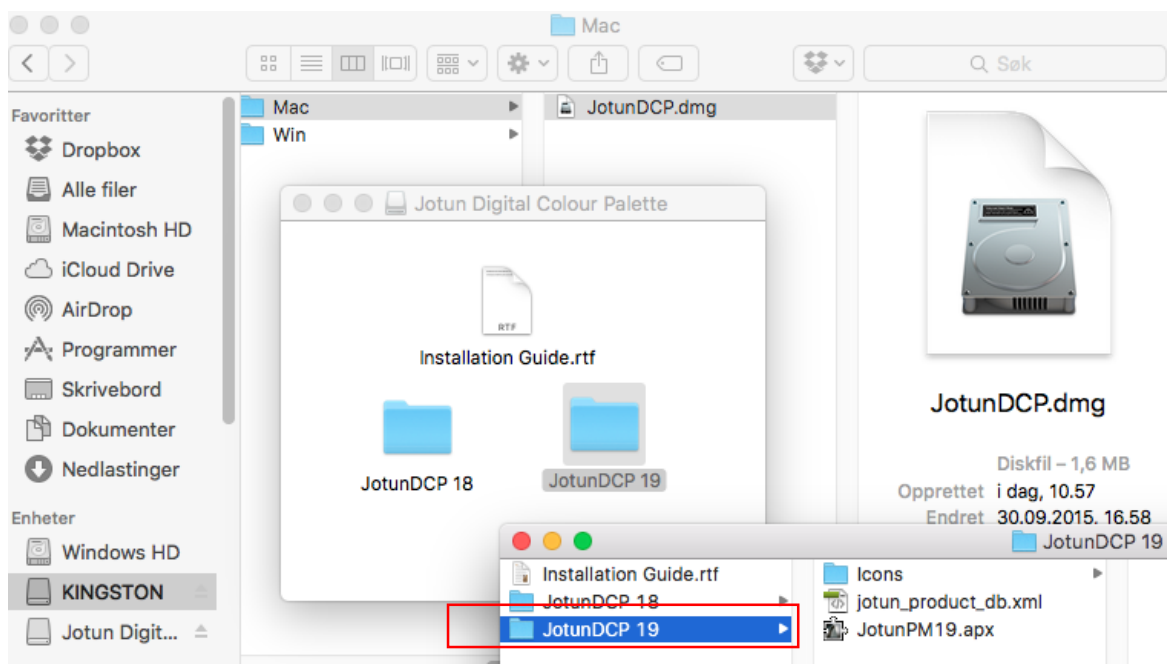 Mac
Søk
Favoritter
Dropbox
Alle filer
Macintosh HD
iCloud Drive
AirDrop
Programmer
Skrivebord
Dokumenter
Nedlastinger
Enheter
Windows HD
KINGSTON
Jotun Digit...
Mac
Win
JotunDCP.dmg
Jotun Digital Colour Palette
RTF
Installation Guide.rtf
JotunDCP 18
JotunDCP 19
JotunDCP.dmg
Diskfil – 1,6 MB
Opprettet i dag, 10.57
Endret 30.09.2015, 16.58
JotunDCP 19
Installation Guide.rtf
JotunDCP 18
JotunDCP 19
Icons
jotun_product_db.xml
JotunPM19.apx